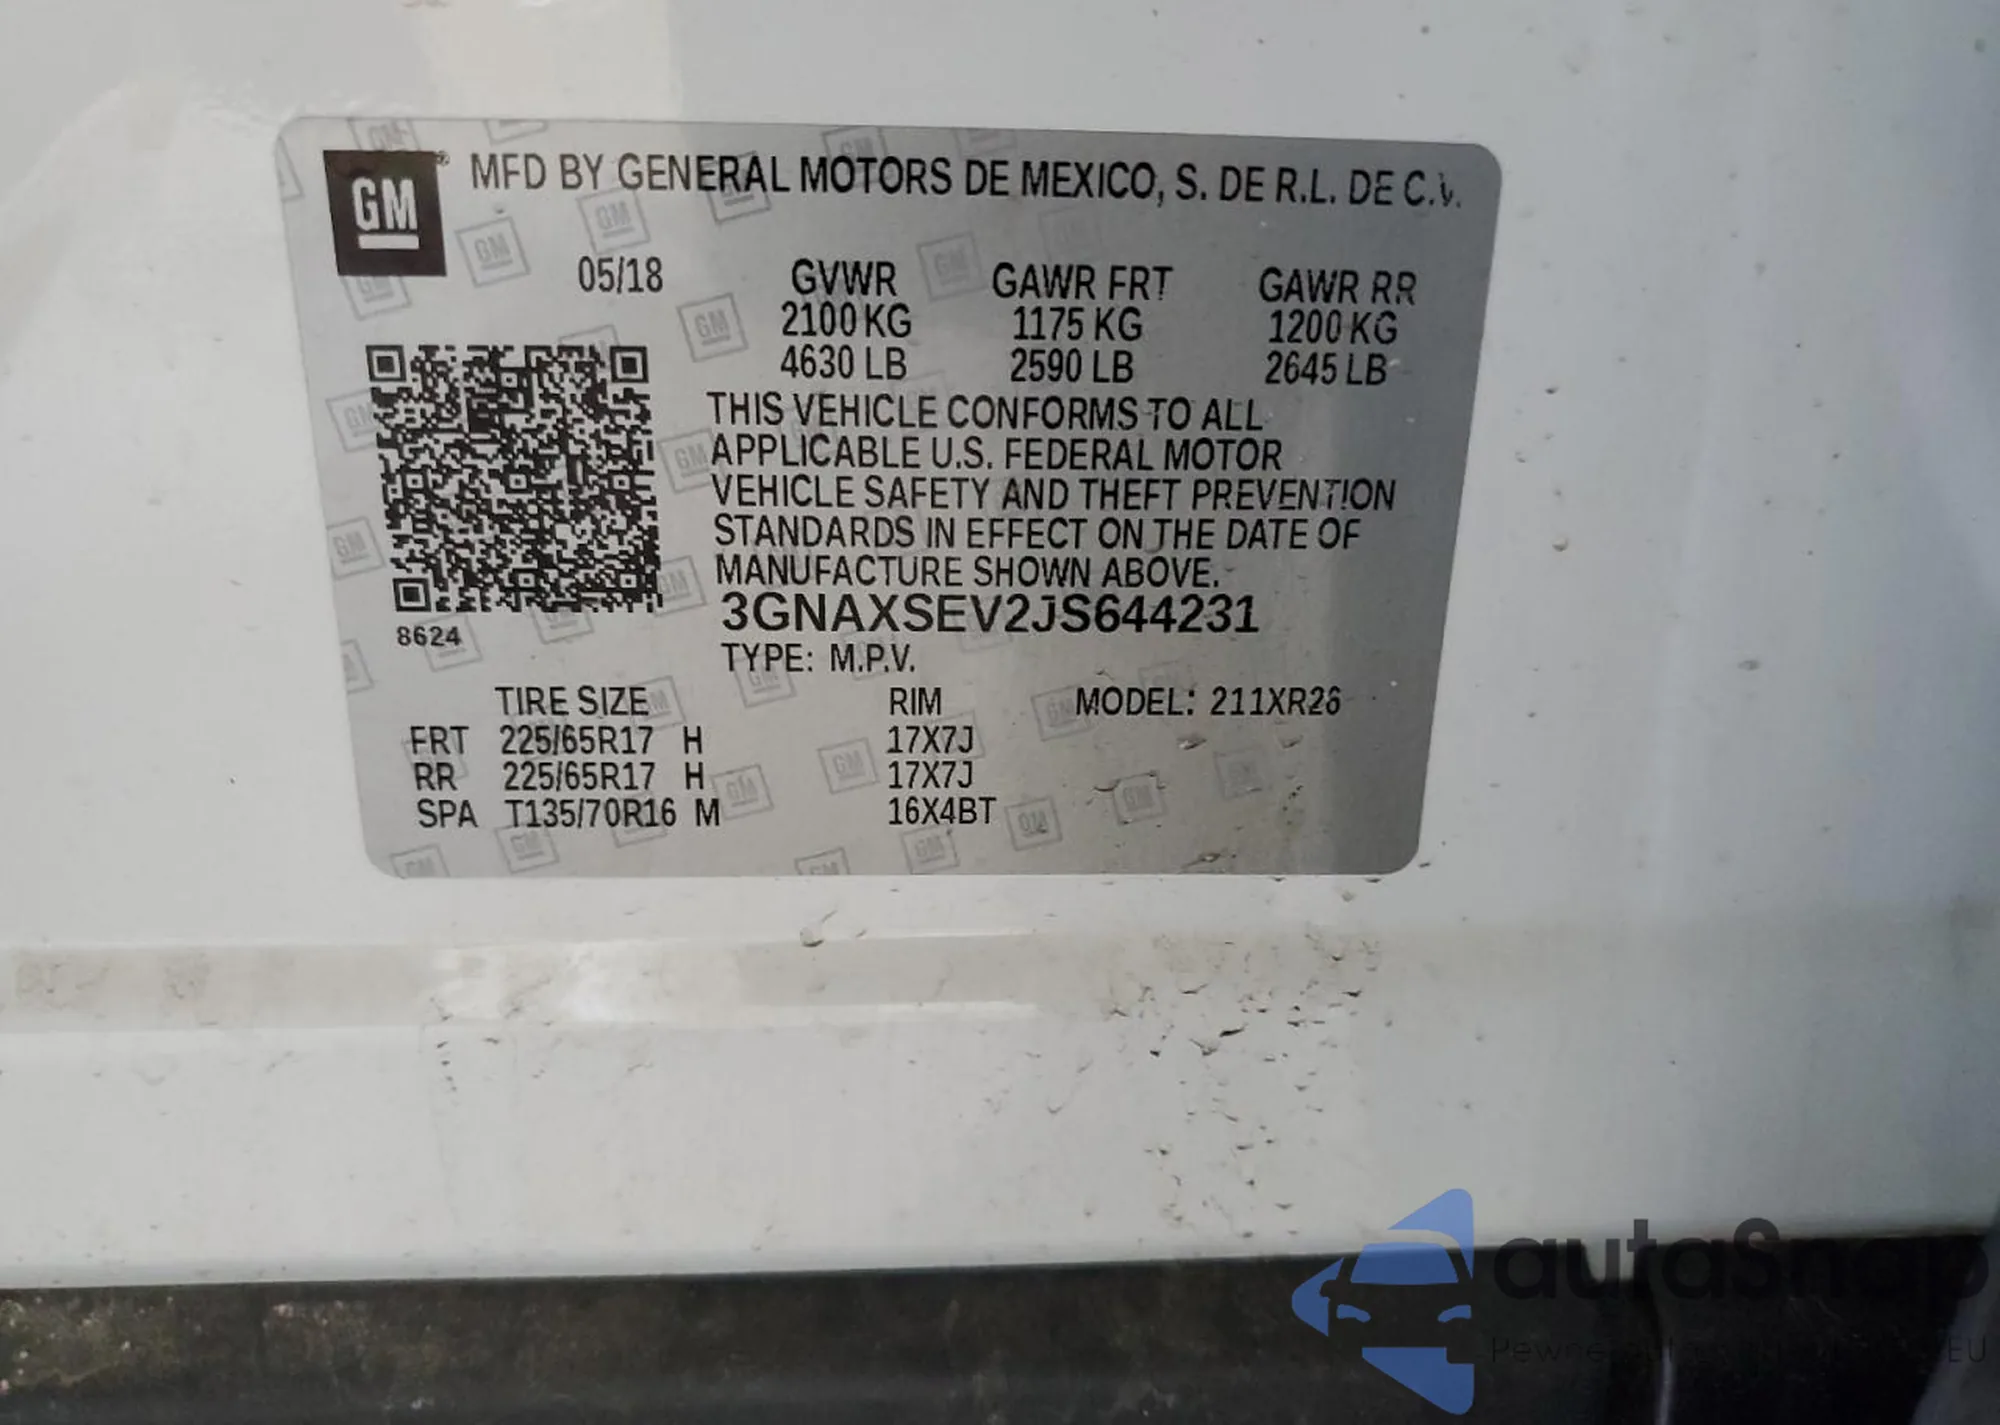 GM ® MFD BY GENERAL MOTORS DE MEXICO, S. DE R.L. DE C.V.
05/18 GVWR GAWR FRT GAWR RR
2100 KG 1175 KG 1200 KG
4630 LB 2590 LB 2645 LB
THIS VEHICLE CONFORMS TO ALL
APPLICABLE U.S. FEDERAL MOTOR
VEHICLE SAFETY AND THEFT PREVENTION
STANDARDS IN EFFECT ON THE DATE OF
MANUFACTURE SHOWN ABOVE.
3GNAXSEV2JS644231
8624
TYPE: M.P.V.
TIRE SIZE RIM MODEL: 211XR26
FRT 225/65R17 H 17X7J
RR 225/65R17 H 17X7J
SPA T135/70R16 M 16X4BT
autaSnap
EU